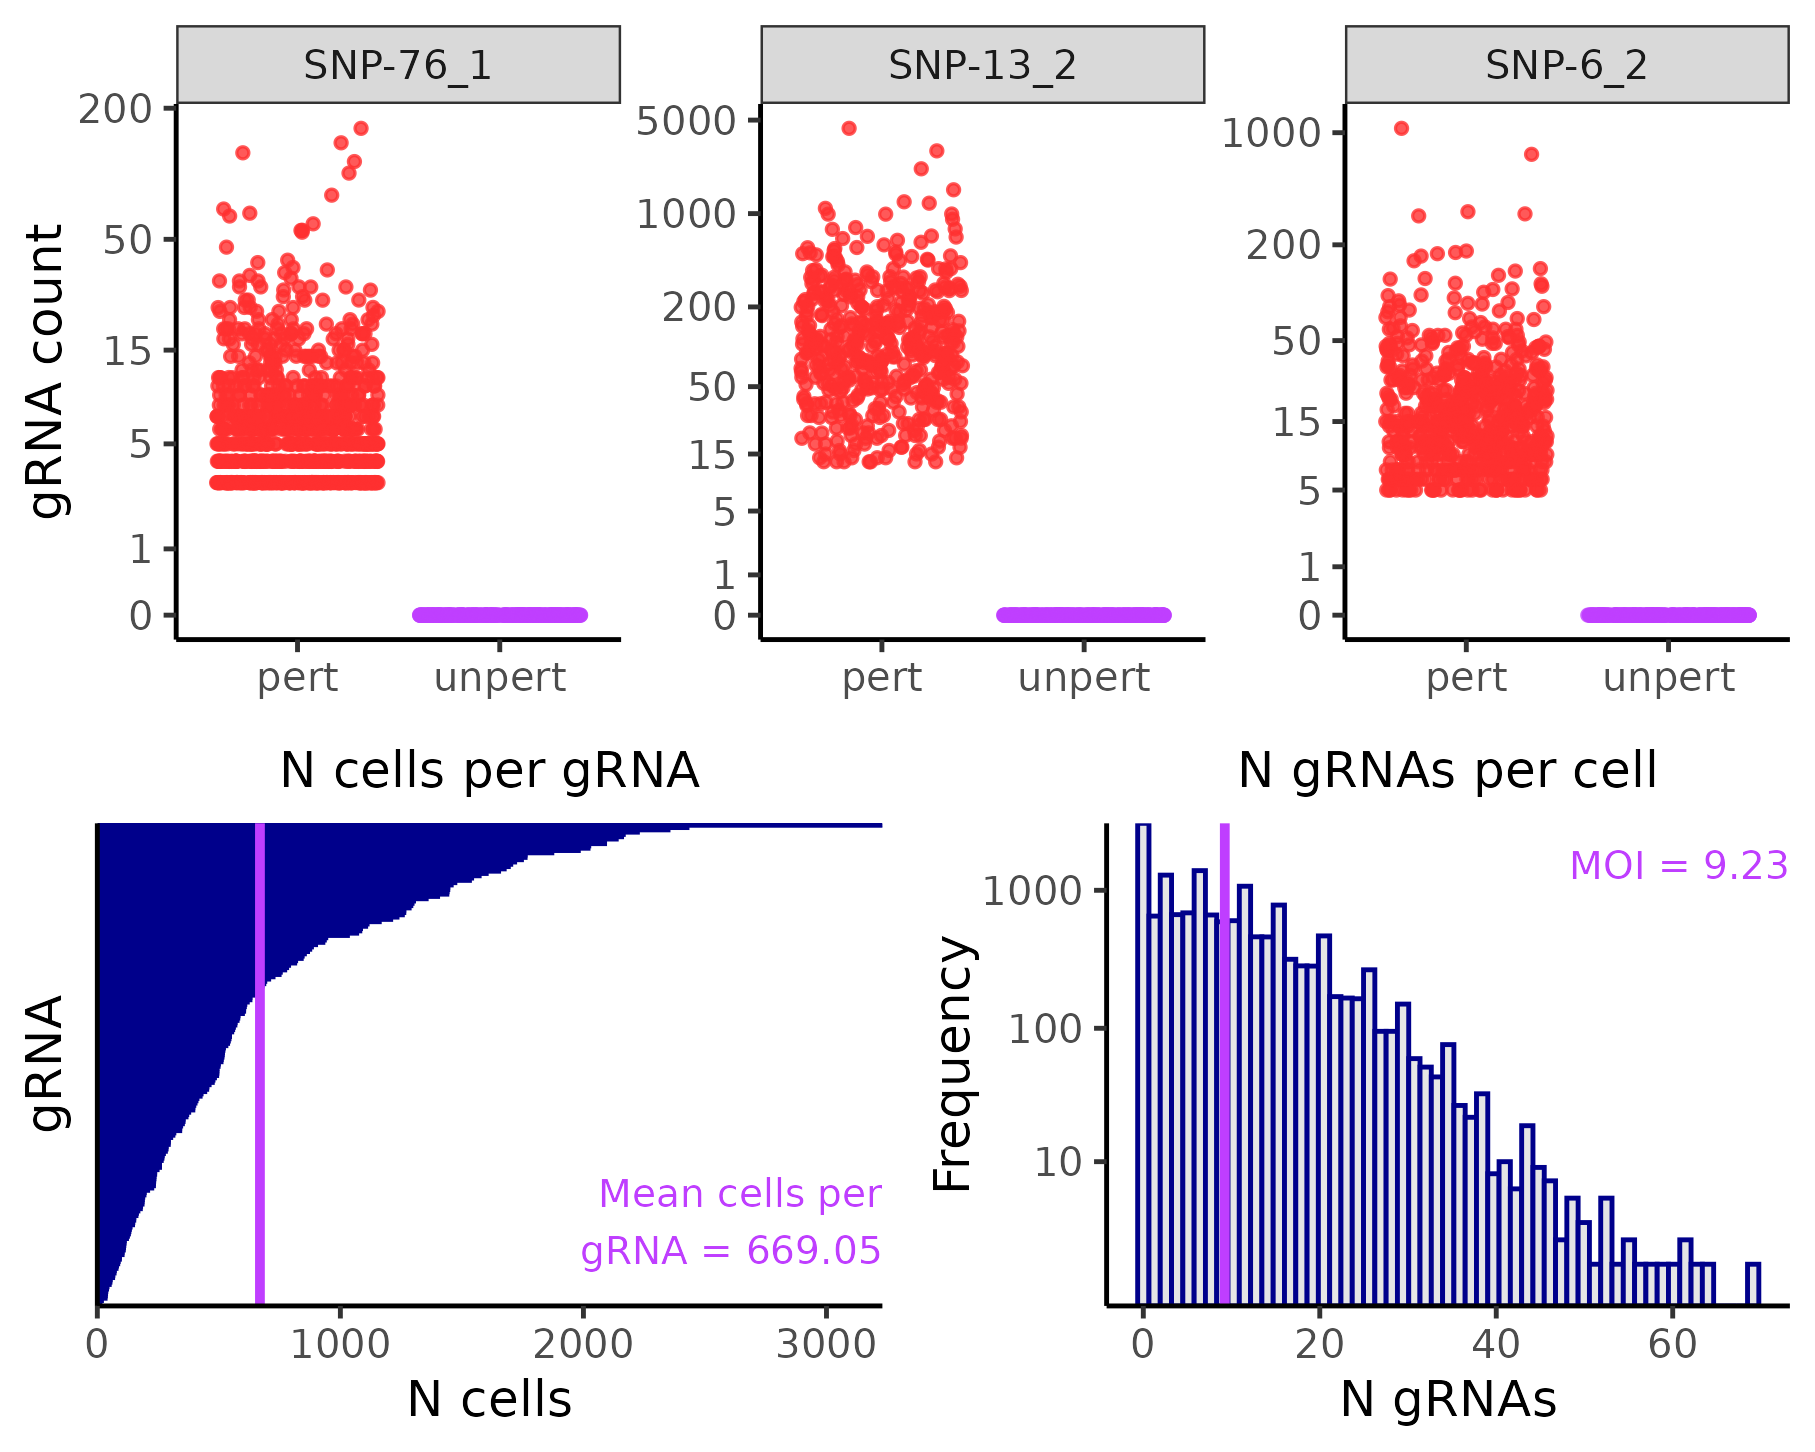 SNP-76_1
SNP-13_2
SNP-6_2
gRNA count
200
50
15
5
1
0
5000
1000
200
50
15
5
1
0
1000
200
50
15
5
1
0
pert
unpert
pert
unpert
pert
unpert
N cells per gRNA
gRNA
Mean cells per
gRNA = 669.05
0
1000
2000
3000
N cells
N gRNAs per cell
Frequency
1000
100
10
MOI = 9.23
0
20
40
60
N gRNAs